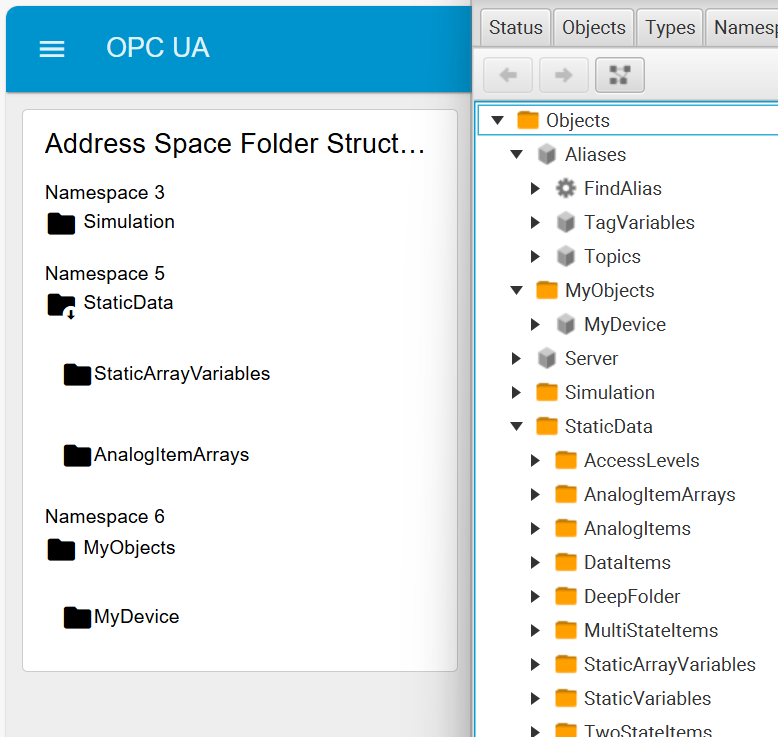 OPC UA
Address Space Folder Struct...
Namespace 3
Simulation
Namespace 5
StaticData
StaticArrayVariables
AnalogItemArrays
Namespace 6
MyObjects
MyDevice
Status Objects Types Namesp
Objects
Aliases
FindAlias
TagVariables
Topics
MyObjects
MyDevice
Server
Simulation
StaticData
AccessLevels
AnalogItemArrays
AnalogItems
DataItems
DeepFolder
MultiStateItems
StaticArrayVariables
StaticVariables
TwoStateItems